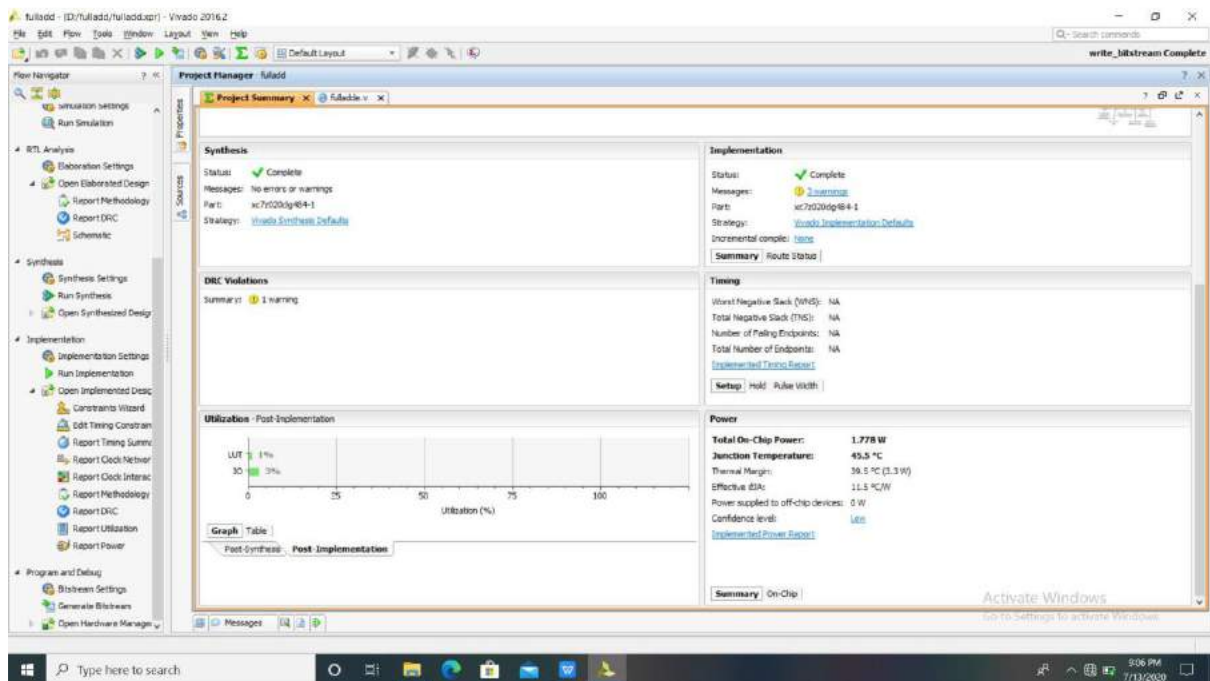 fulladd - [D:/fulladd/fulladd.xpr] - Vivado 2016.2
File Edit Flow Tools Window Layout View Help
Q- Search commands
Default Layout
write_bitstream Complete
Flow Navigator
Project Manager - fulladd
Project Summary
Properties
Sources
Simulation Settings
Run Simulation
RTL Analysis
Elaboration Settings
Open Elaborated Design
Report Methodology
Report DRC
Schematic
Synthesis
Synthesis Settings
Run Synthesis
Open Synthesized Design
Implementation
Implementation Settings
Run Implementation
Open Implemented Desig
Constraints Wizard
Edit Timing Constrain
Report Timing Summa
Report Clock Networ
Report Clock Interac
Report Methodology
Report DRC
Report Utilization
Report Power
Program and Debug
Bitstream Settings
Generate Bitstream
Open Hardware Manager
Synthesis
Status: Complete
Messages: No errors or warnings
Part: xc7z020clg484-1
Strategy: Vivado Synthesis Defaults
Implementation
Status: Complete
Messages: 2 warnings
Part: xc7z020clg484-1
Strategy: Vivado Implementation Defaults
Incremental compile: None
Summary Route Status
DRC Violations
Summary: 1 warning
Timing
Worst Negative Slack (WNS): NA
Total Negative Slack (TNS): NA
Number of Failing Endpoints: NA
Total Number of Endpoints: NA
Implemented Timing Report
Setup Hold Pulse Width
Utilization - Post-Implementation
LUT 1%
IO 3%
0 25 50 75 100
Utilization (%)
Graph Table
Post-Synthesis Post-Implementation
Power
Total On-Chip Power: 1.778 W
Junction Temperature: 45.5 °C
Thermal Margin: 39.5 °C (3.3 W)
Effective θJA: 11.5 °C/W
Power supplied to off-chip devices: 0 W
Confidence level: Low
Implemented Power Report
Summary On-Chip
Messages
Activate Windows
Go to Settings to activate Windows.
Type here to search
9:06 PM
7/13/2020